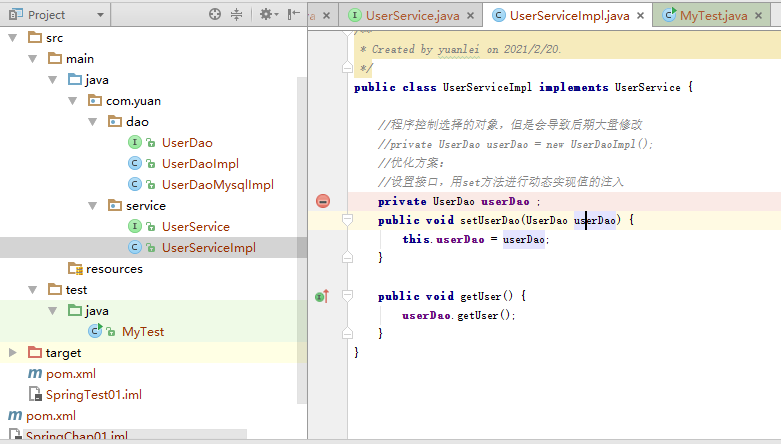 Project
UserService.java
UserServiceImpl.java
MyTest.java
src
main
java
com.yuan
dao
UserDao
UserDaoImpl
UserDaoMysqlImpl
service
UserService
UserServiceImpl
resources
test
java
MyTest
target
pom.xml
SpringTest01.iml
pom.xml
SpringChap01.iml
* Created by yuanlei on 2021/2/20.
*/
public class UserServiceImpl implements UserService {
//程序控制选择的对象，但是会导致后期大量修改
//private UserDao userDao = new UserDaoImpl();
//优化方案：
//设置接口，用set方法进行动态实现值的注入
private UserDao userDao ;
public void setUserDao(UserDao userDao) {
this.userDao = userDao;
}
public void getUser() {
userDao.getUser();
}
}